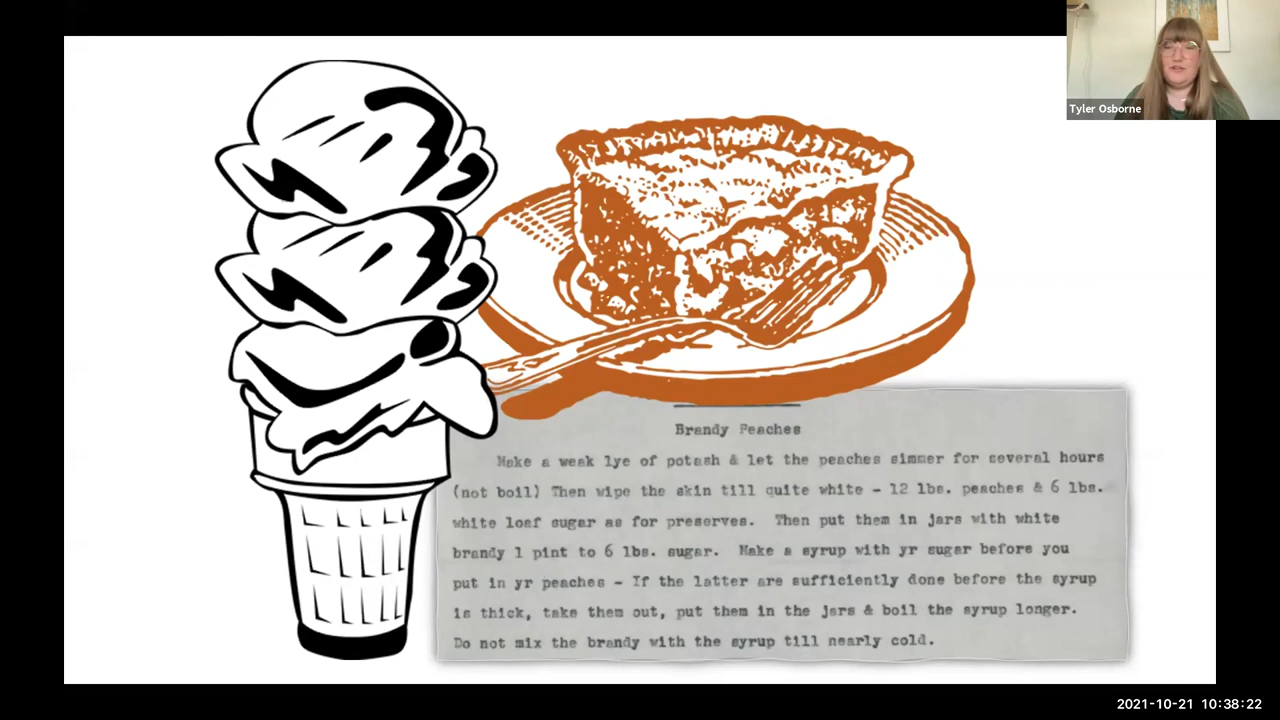 Tyler Osborne
Brandy Peaches
Make a weak lye of potash & let the peaches simmer for several hours
(not boil) Then wipe the skin till quite white - 12 lbs. peaches & 6 lbs.
white loaf sugar as for preserves. Then put them in jars with white
brandy 1 pint to 6 lbs. sugar. Make a syrup with yr sugar before you
put in yr peaches - If the latter are sufficiently done before the syrup
is thick, take them out, put them in the jars & boil the syrup longer.
Do not mix the brandy with the syrup till nearly cold.
2021-10-21 10:38:22